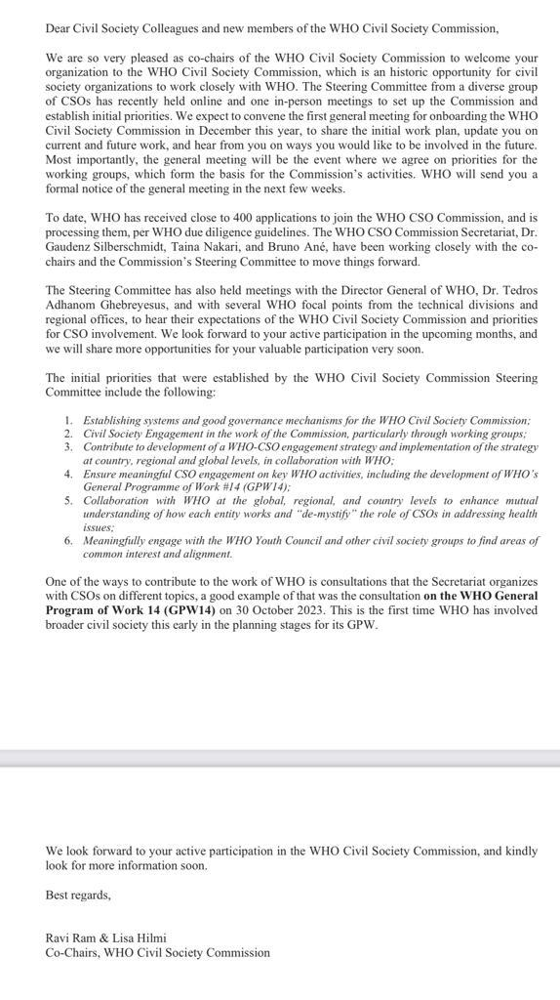 Dear Civil Society Colleagues and new members of the WHO Civil Society Commission,
We are so very pleased as co-chairs of the WHO Civil Society Commission to welcome your
organization to the WHO Civil Society Commission, which is an historic opportunity for civil
society organizations to work closely with WHO. The Steering Committee from a diverse group
of CSOs has recently held online and one in-person meetings to set up the Commission and
establish initial priorities. We expect to convene the first general meeting for onboarding the WHO
Civil Society Commission in December this year, to share the initial work plan, update you on
current and future work, and hear from you on ways you would like to be involved in the future.
Most importantly, the general meeting will be the event where we agree on priorities for the
working groups, which form the basis for the Commission's activities. WHO will send you a
formal notice of the general meeting in the next few weeks.
To date, WHO has received close to 400 applications to join the WHO CSO Commission, and is
processing them, per WHO due diligence guidelines. The WHO CSO Commission Secretariat, Dr.
Gaudenz Silberschmidt, Taina Nakari, and Bruno Ané, have been working closely with the co-
chairs and the Commission's Steering Committee to move things forward.
The Steering Committee has also held meetings with the Director General of WHO, Dr. Tedros
Adhanom Ghebreyesus, and with several WHO focal points from the technical divisions and
regional offices, to hear their expectations of the WHO Civil Society Commission and priorities
for CSO involvement. We look forward to your active participation in the upcoming months, and
we will share more opportunities for your valuable participation very soon.
The initial priorities that were established by the WHO Civil Society Commission Steering
Committee include the following:
1. Establishing systems and good governance mechanisms for the WHO Civil Society Commission;
2. Civil Society Engagement in the work of the Commission, particularly through working groups;
3. Contribute to development of a WHO-CSO engagement strategy and implementation of the strategy
at country, regional and global levels, in collaboration with WHO;
4. Ensure meaningful CSO engagement on key WHO activities, including the development of WHO's
General Programme of Work #14 (GPW14);
5. Collaboration with WHO at the global, regional, and country levels to enhance mutual
understanding of how each entity works and "de-mystify" the role of CSOs in addressing health
issues;
6. Meaningfully engage with the WHO Youth Council and other civil society groups to find areas of
common interest and alignment.
One of the ways to contribute to the work of WHO is consultations that the Secretariat organizes
with CSOs on different topics, a good example of that was the consultation on the WHO General
Program of Work 14 (GPW14) on 30 October 2023. This is the first time WHO has involved
broader civil society this early in the planning stages for its GPW.
We look forward to your active participation in the WHO Civil Society Commission, and kindly
look for more information soon.
Best regards,
Ravi Ram & Lisa Hilmi
Co-Chairs, WHO Civil Society Commission